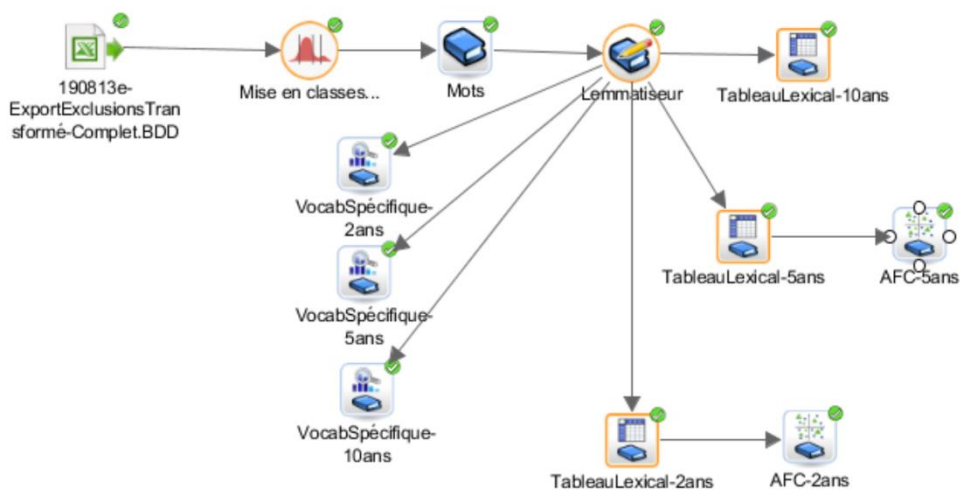 190813e-
ExportExclusionsTran
sformé-Complet.BDD
Mise en classes...
Mots
Lemmatiseur
TableauLexical-10ans
VocabSpécifique-
2ans
TableauLexical-5ans
AFC-5ans
VocabSpécifique-
5ans
VocabSpécifique-
10ans
TableauLexical-2ans
AFC-2ans